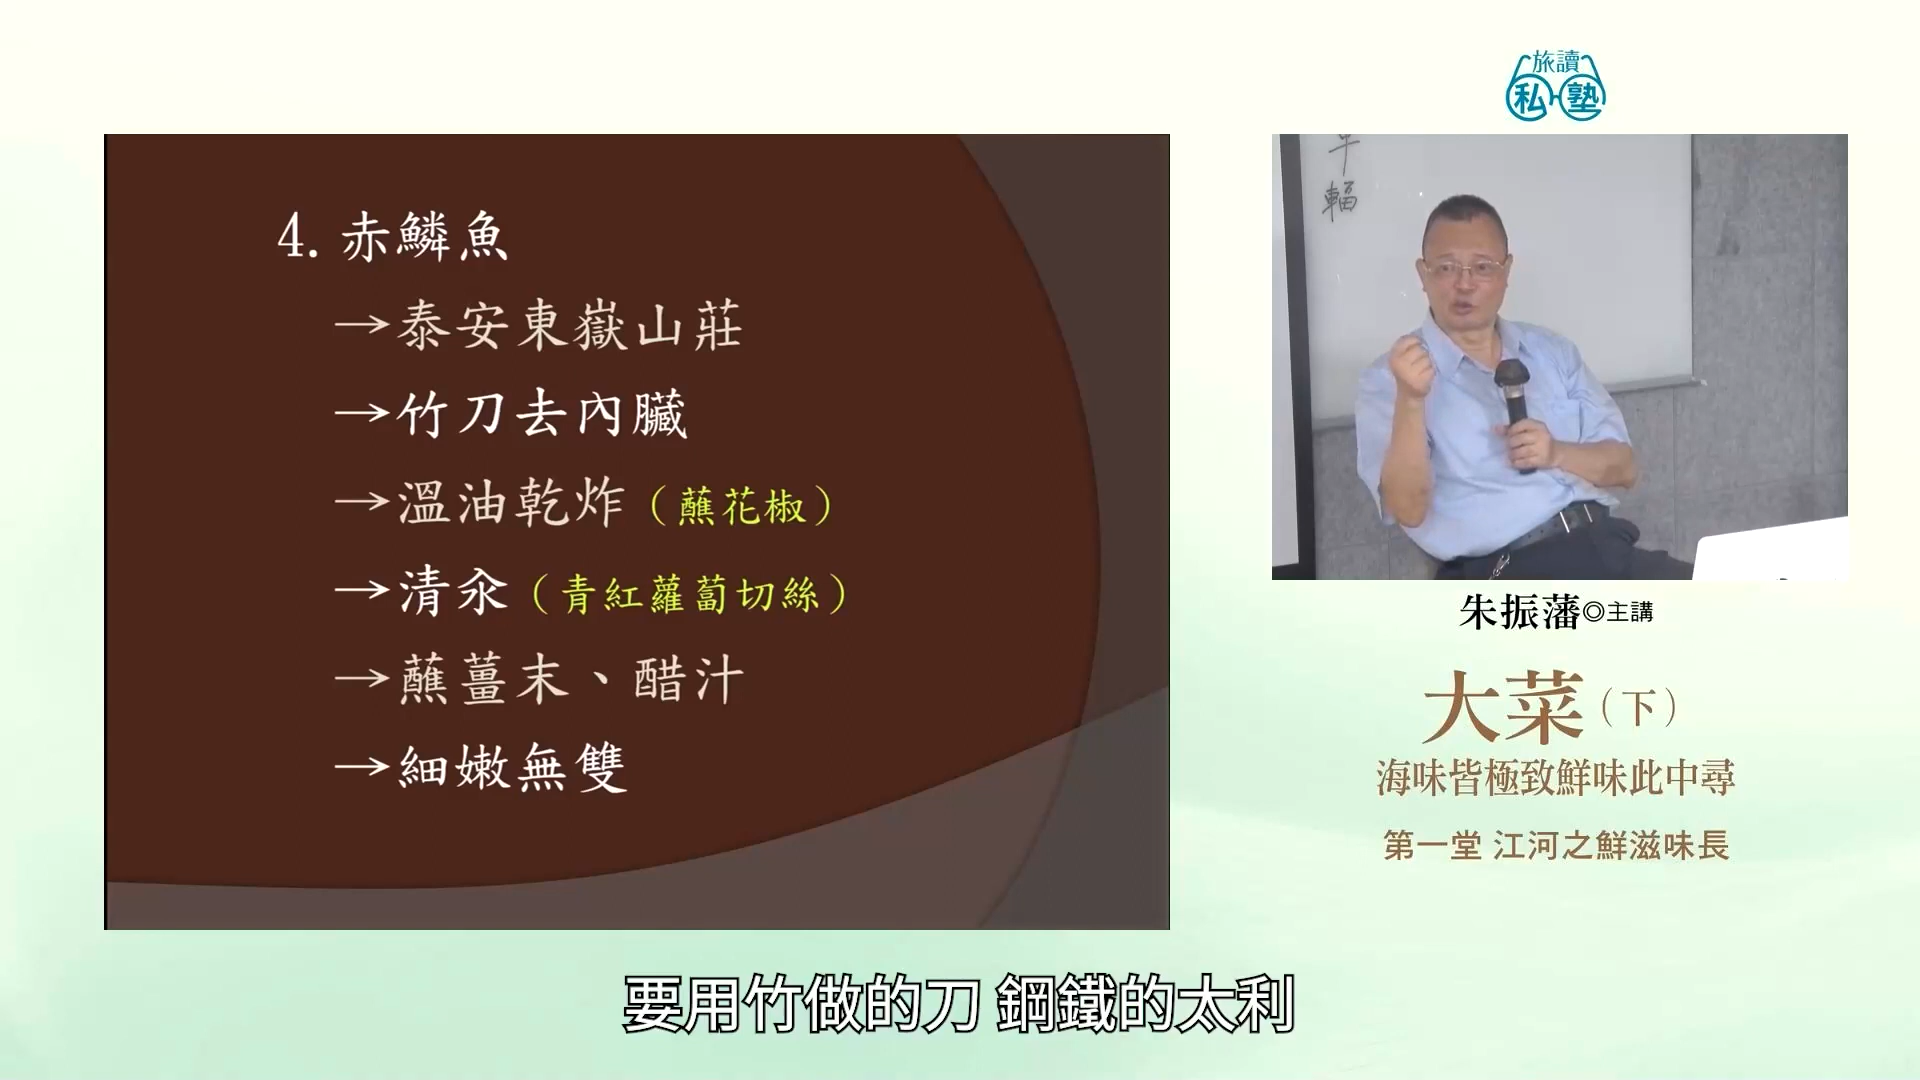 旅讀
私塾
4. 赤鱗魚
→泰安東嶽山莊
→竹刀去內臟
→溫油乾炸（蘸花椒）
→清汆（青紅蘿蔔切絲）
→蘸薑末、醋汁
→細嫩無雙
輻
朱振藩◎主講
大菜（下）
海味皆極致鮮味此中尋
第一堂 江河之鮮滋味長
要用竹做的刀 鋼鐵的太利